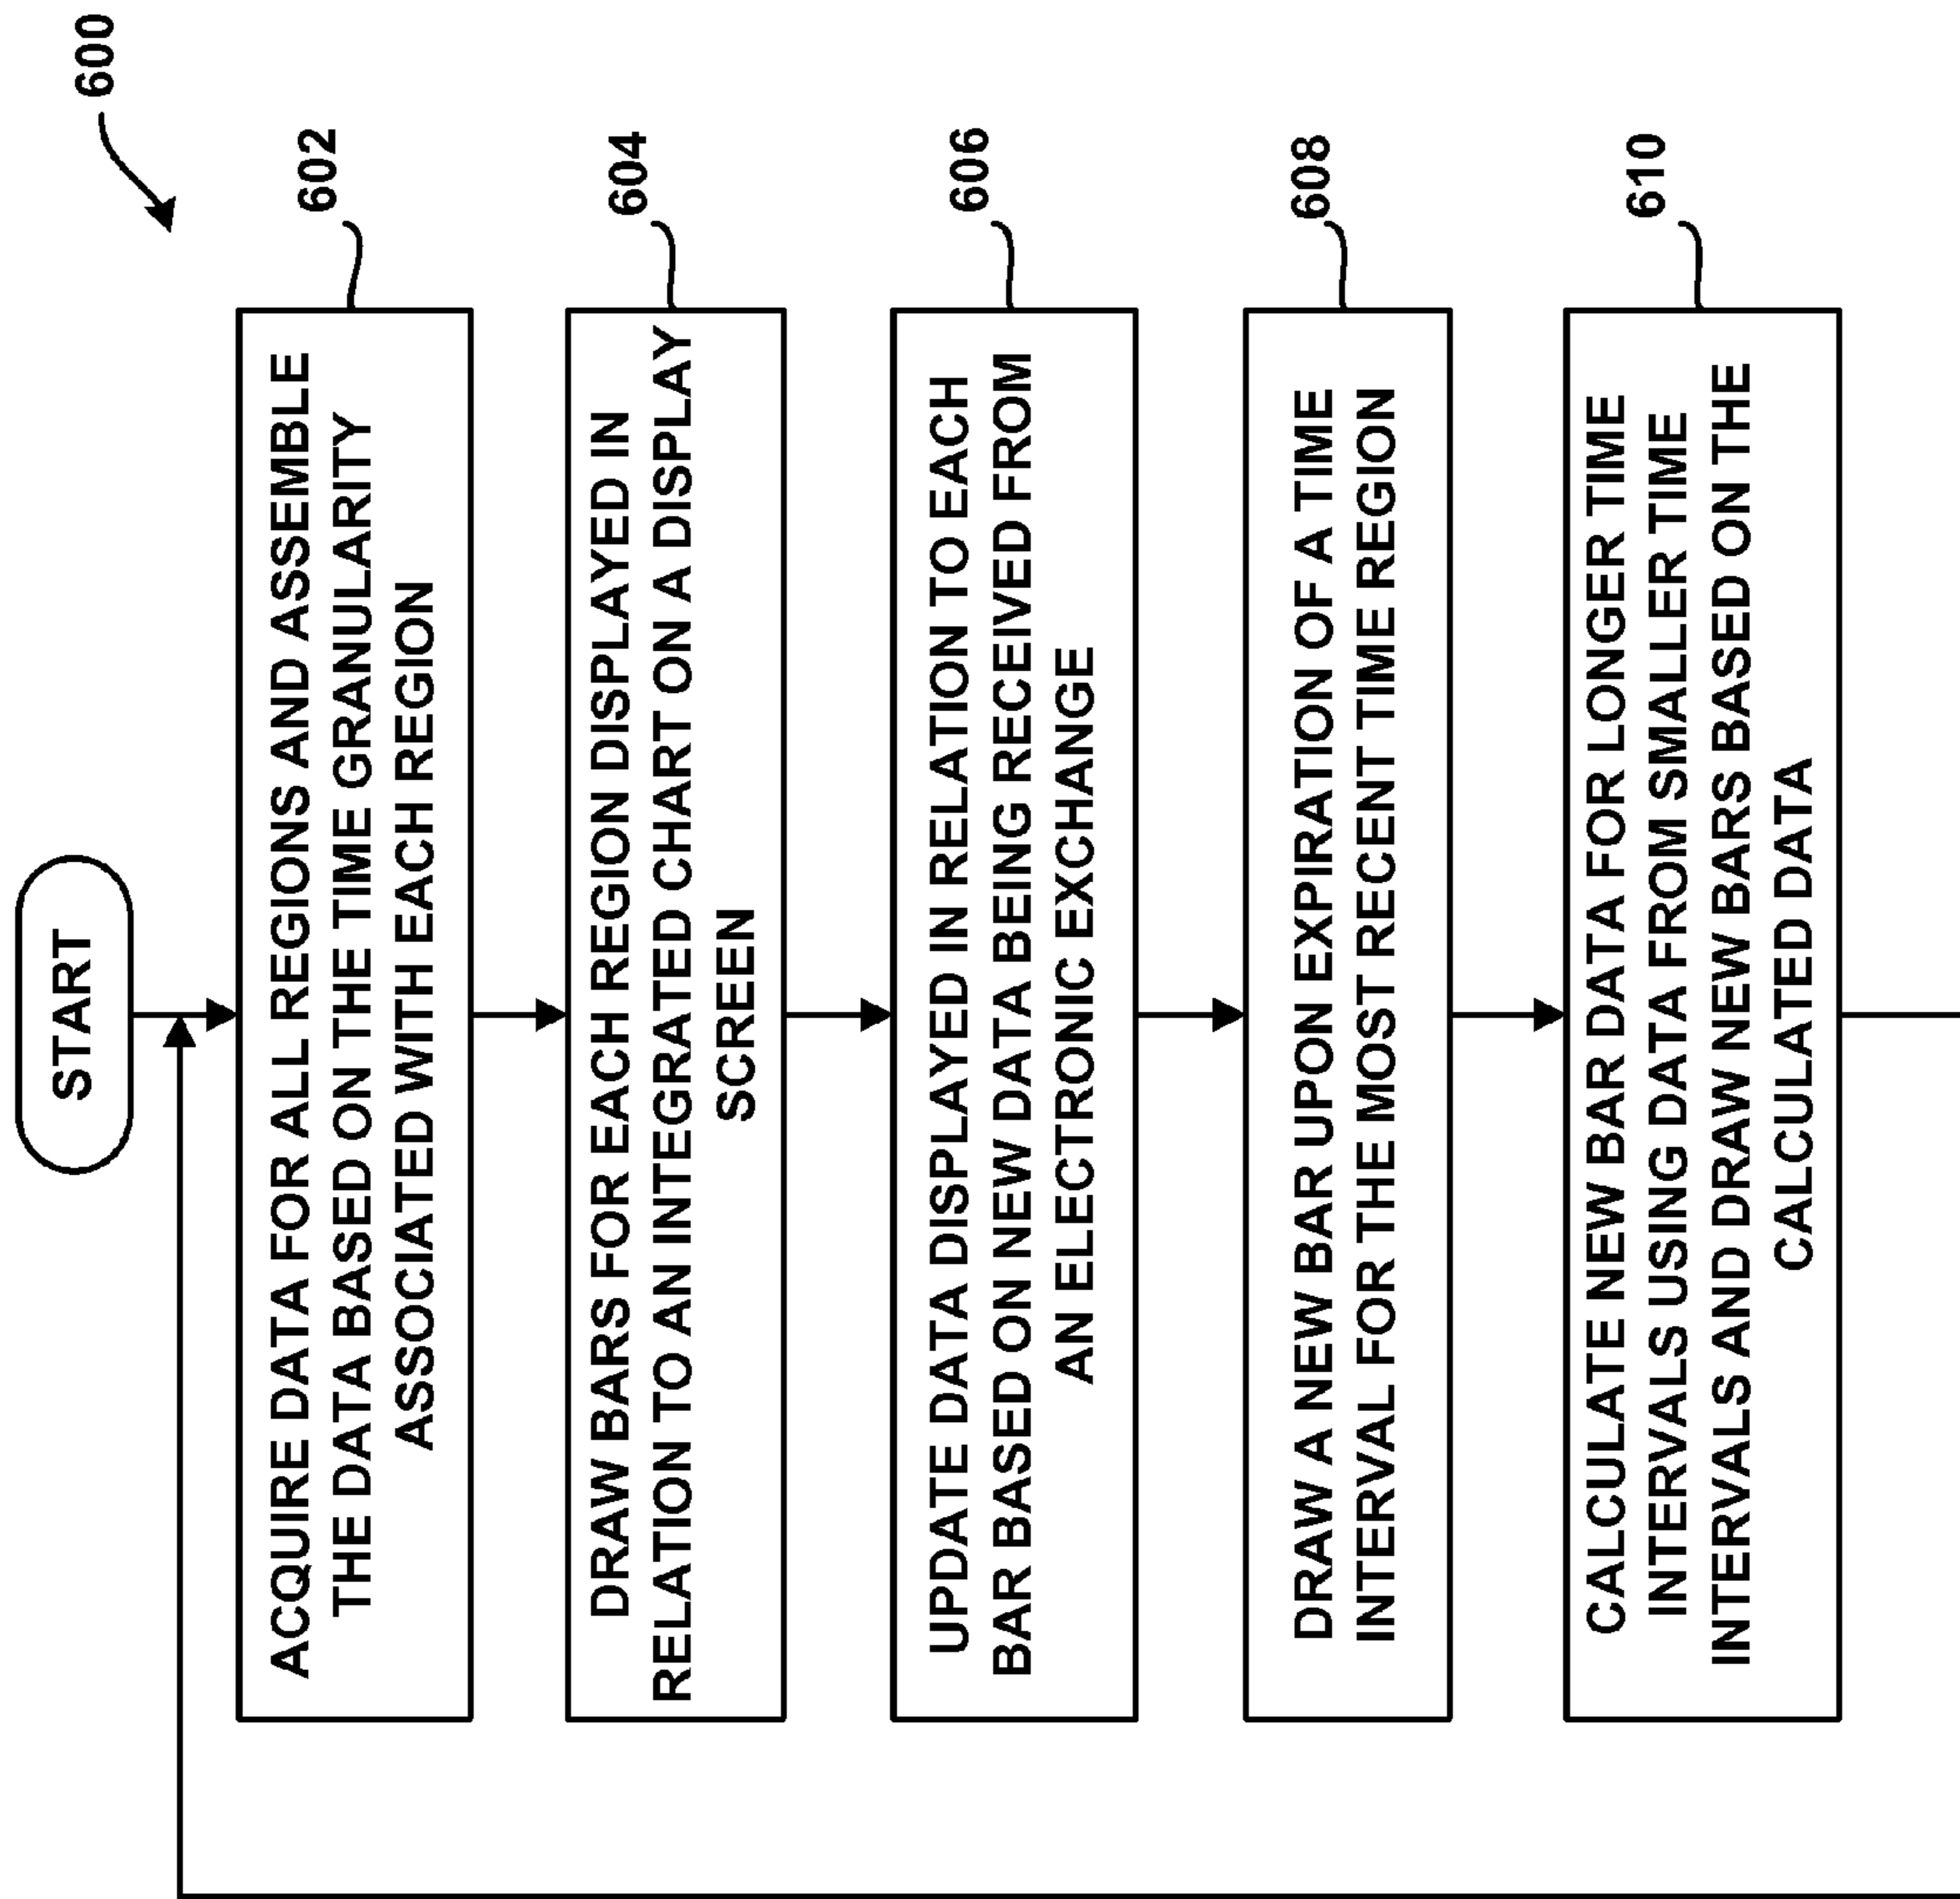 600
START
602
ACQUIRE DATA FOR ALL REGIONS AND ASSEMBLE
THE DATA BASED ON THE TIME GRANULARITY
ASSOCIATED WITH EACH REGION
604
DRAW BARS FOR EACH REGION DISPLAYED IN
RELATION TO AN INTEGRATED CHART ON A DISPLAY
SCREEN
606
UPDATE DATA DISPLAYED IN RELATION TO EACH
BAR BASED ON NEW DATA BEING RECEIVED FROM
AN ELECTRONIC EXCHANGE
608
DRAW A NEW BAR UPON EXPIRATION OF A TIME
INTERVAL FOR THE MOST RECENT TIME REGION
610
CALCULATE NEW BAR DATA FOR LONGER TIME
INTERVALS USING DATA FROM SMALLER TIME
INTERVALS AND DRAW NEW BARS BASED ON THE
CALCULATED DATA